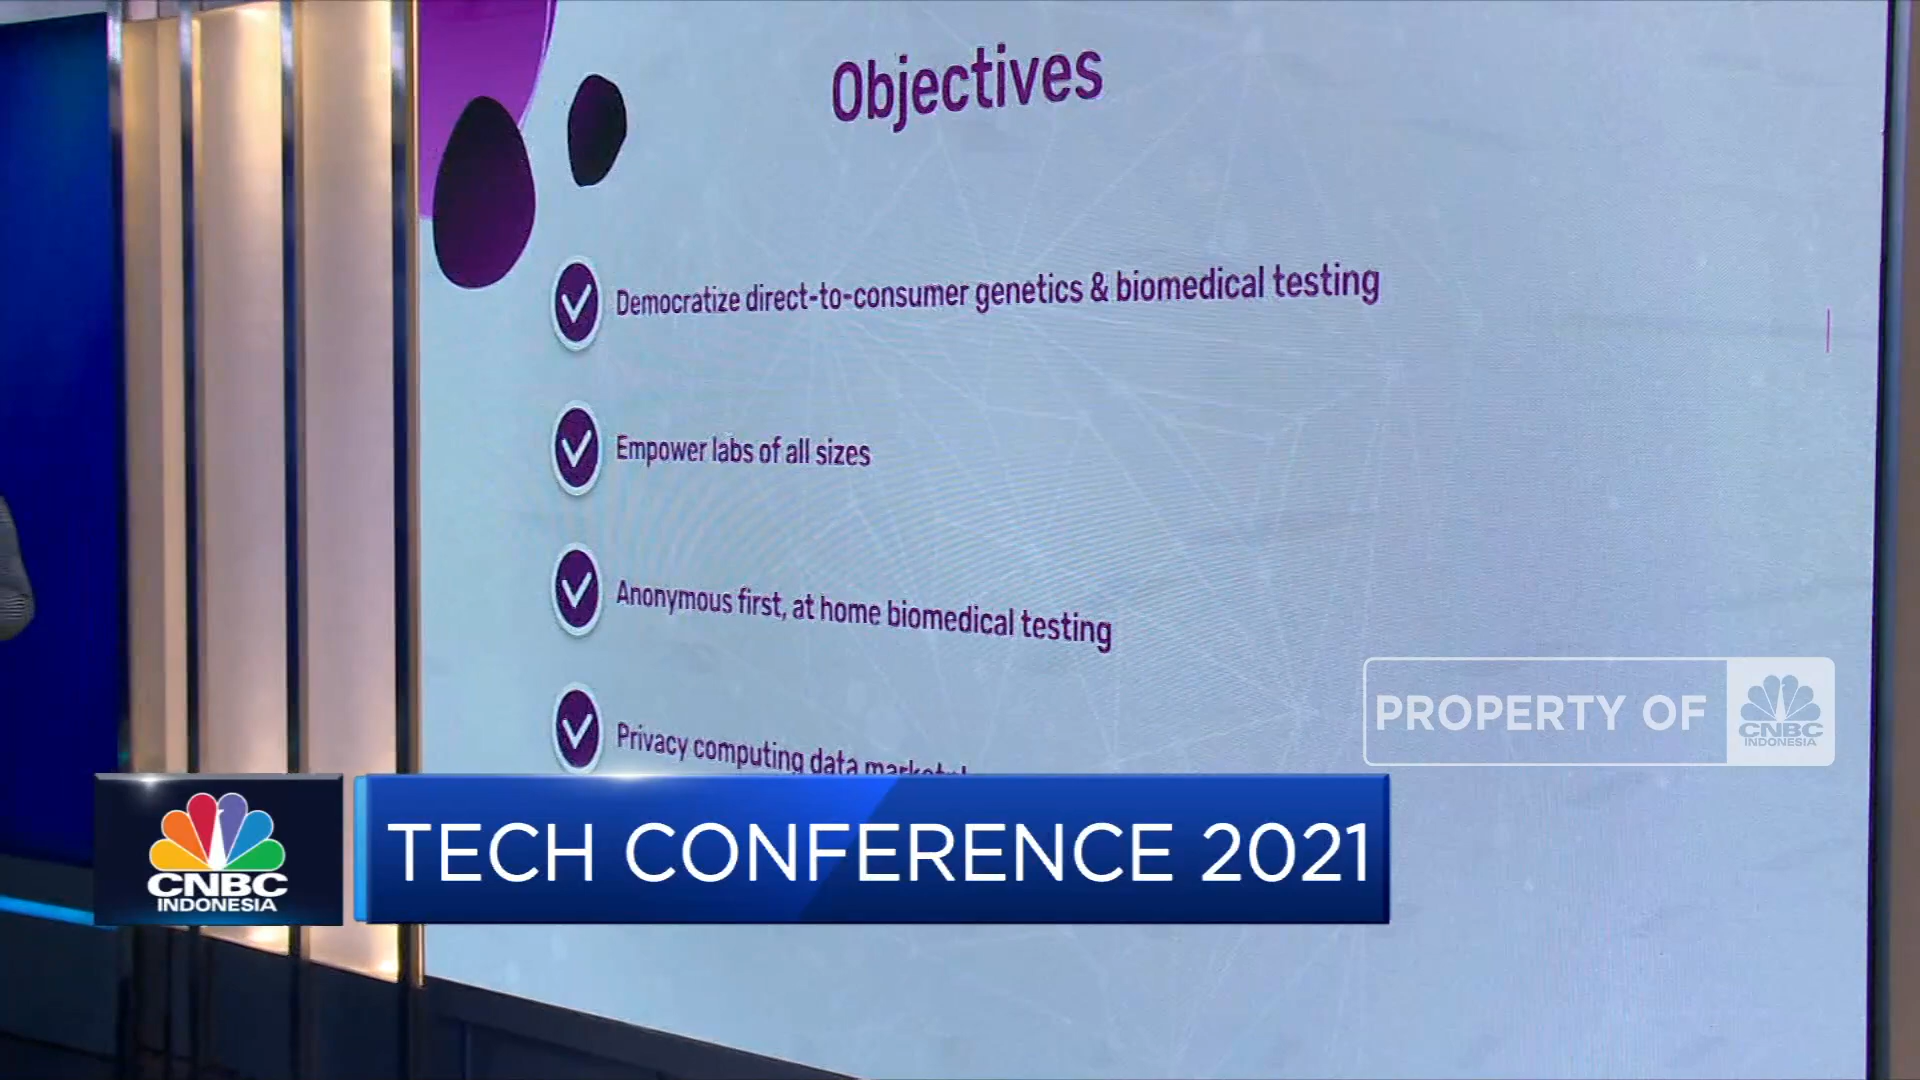 Objectives
Democratize direct-to-consumer genetics & biomedical testing
Empower labs of all sizes
Anonymous first, at home biomedical testing
Privacy computing data
PROPERTY OF
CNBC
INDONESIA
CNBC
INDONESIA
TECH CONFERENCE 2021